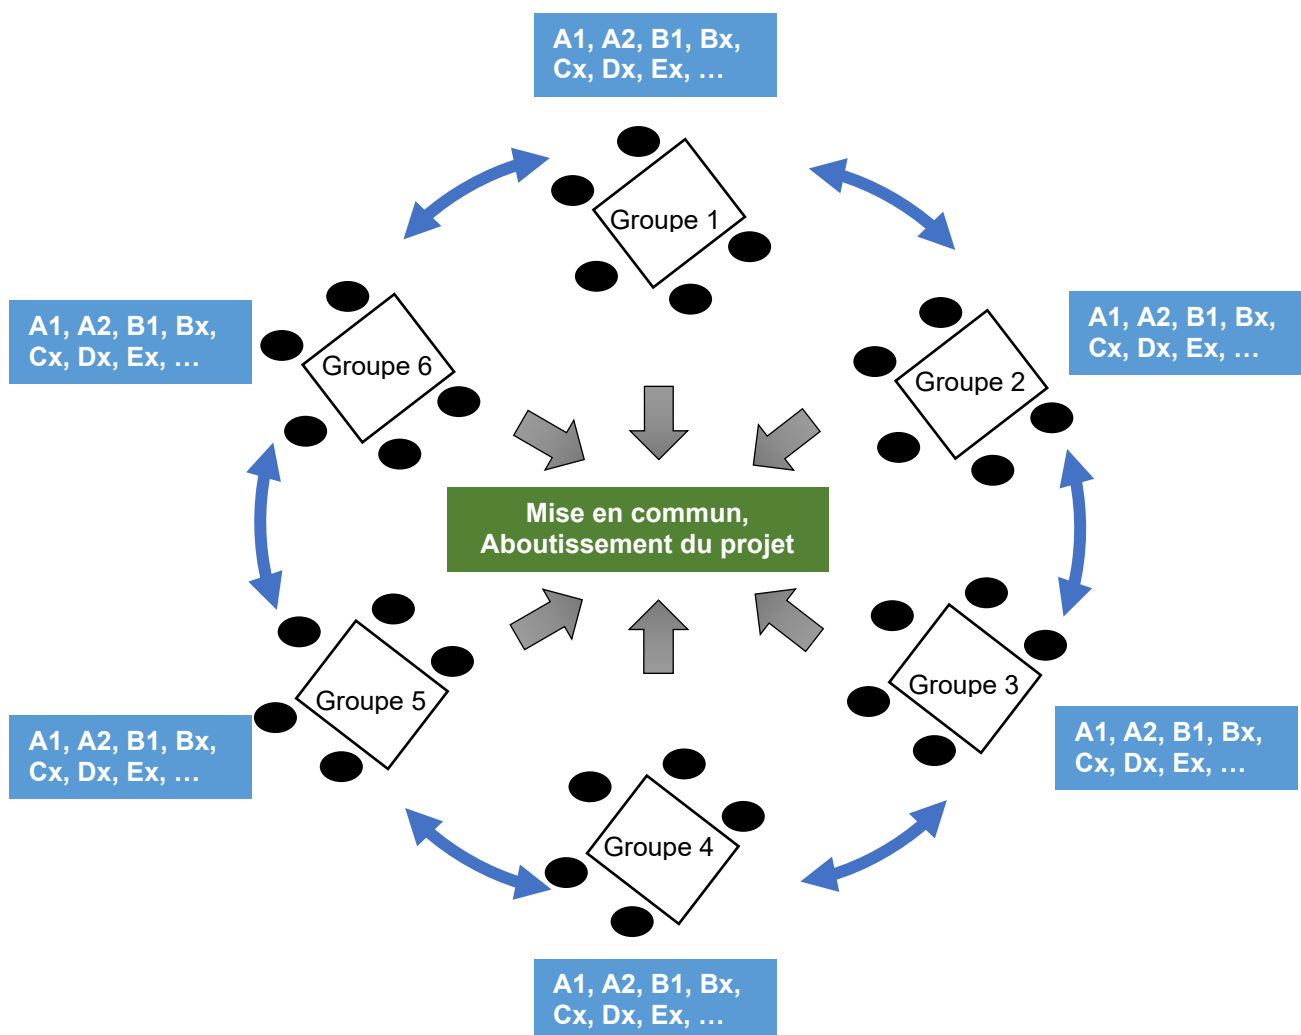 A1, A2, B1, Bx,
Cx, Dx, Ex, …
Groupe 1
A1, A2, B1, Bx,
Cx, Dx, Ex, …
Groupe 6
A1, A2, B1, Bx,
Cx, Dx, Ex, …
Groupe 2
Mise en commun,
Aboutissement du projet
Groupe 5
A1, A2, B1, Bx,
Cx, Dx, Ex, …
Groupe 3
A1, A2, B1, Bx,
Cx, Dx, Ex, …
Groupe 4
A1, A2, B1, Bx,
Cx, Dx, Ex, …